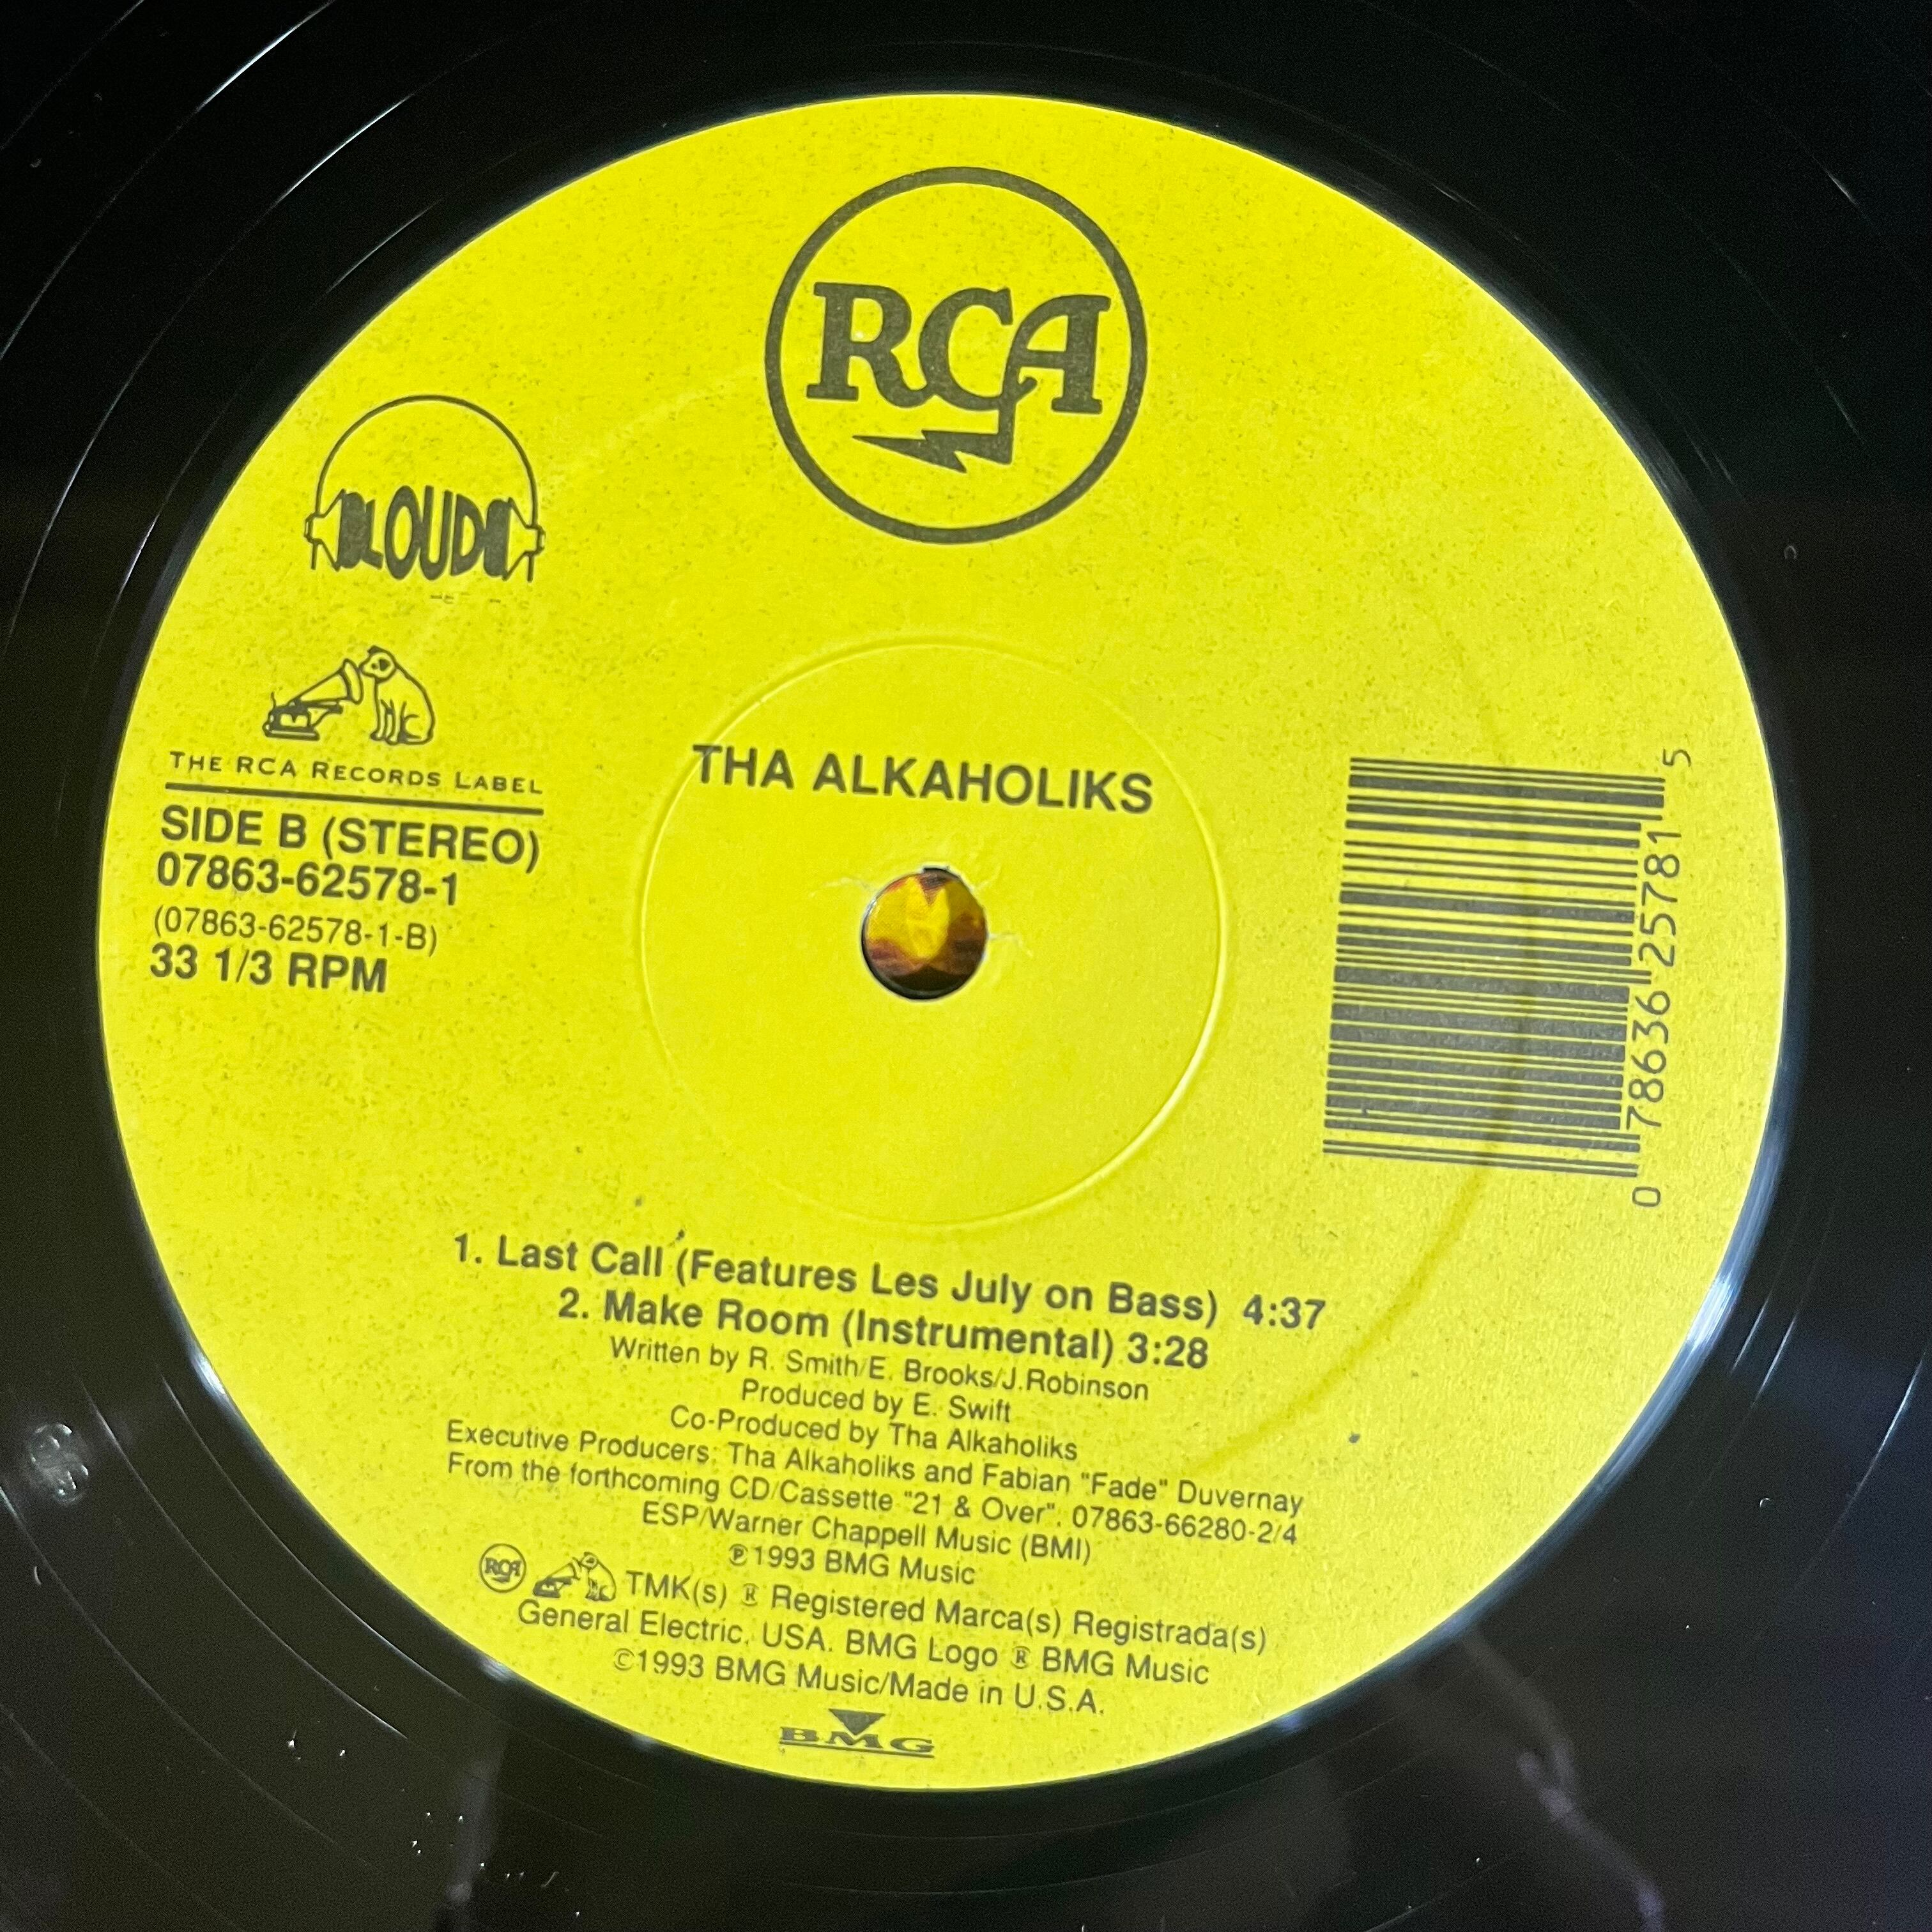 RCA
LOUD
THE RCA RECORDS LABEL
SIDE B (STEREO)
07863-62578-1
(07863-62578-1-B)
33 1/3 RPM
THA ALKAHOLIKS
0 78636 25781 5
1. Last Call (Features Les July on Bass) 4:37
2. Make Room (Instrumental) 3:28
Written by R. Smith/E. Brooks/J.Robinson
Produced by E. Swift
Co-Produced by Tha Alkaholiks
Executive Producers: Tha Alkaholiks and Fabian "Fade" Duvernay
From the forthcoming CD/Cassette "21 & Over". 07863-66280-2/4
ESP/Warner Chappell Music (BMI)
℗1993 BMG Music
RCA TMK(s) ® Registered Marca(s) Registrada(s)
General Electric, USA. BMG Logo ® BMG Music
©1993 BMG Music/Made in U.S.A.
BMG